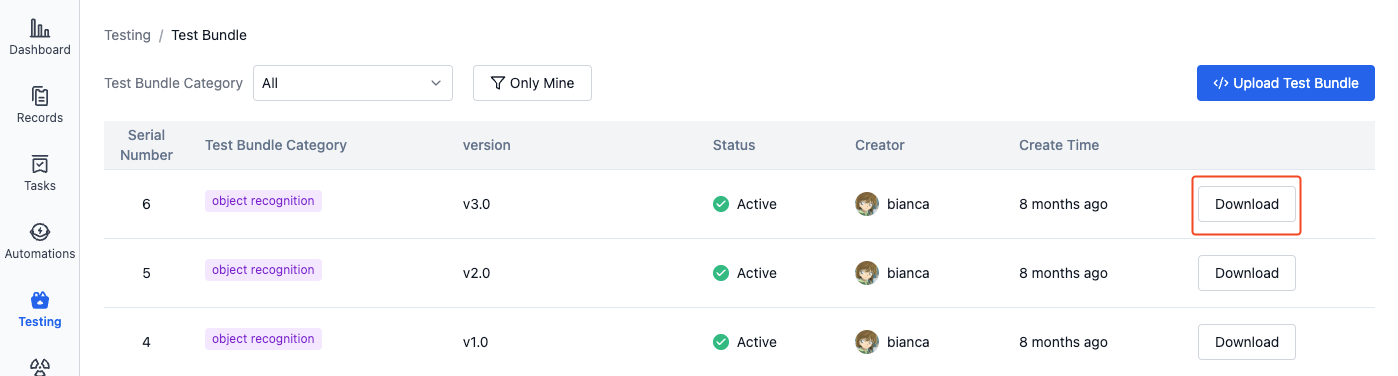 Dashboard
Records
Tasks
Automations
Testing
Testing / Test Bundle
Test Bundle Category All Only Mine </> Upload Test Bundle
Serial Number Test Bundle Category version Status Creator Create Time
6 object recognition v3.0 Active bianca 8 months ago Download
5 object recognition v2.0 Active bianca 8 months ago Download
4 object recognition v1.0 Active bianca 8 months ago Download